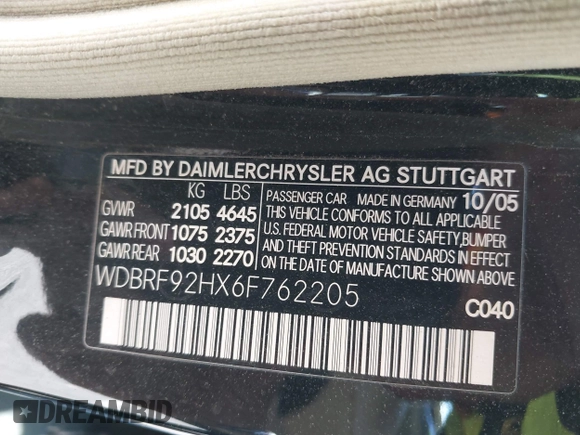 MFD BY DAIMLERCHRYSLER AG STUTTGART
KG LBS
GVWR 2105 4645
GAWR FRONT 1075 2375
GAWR REAR 1030 2270
PASSENGER CAR MADE IN GERMANY 10/05
THIS VEHICLE CONFORMS TO ALL APPLICABLE
U.S. FEDERAL MOTOR VEHICLE SAFETY, BUMPER
AND THEFT PREVENTION STANDARDS IN EFFECT
ON THE DATE OF MANUFACTURE SHOWN ABOVE.
WDBRF92HX6F762205
C040
DREAMBID